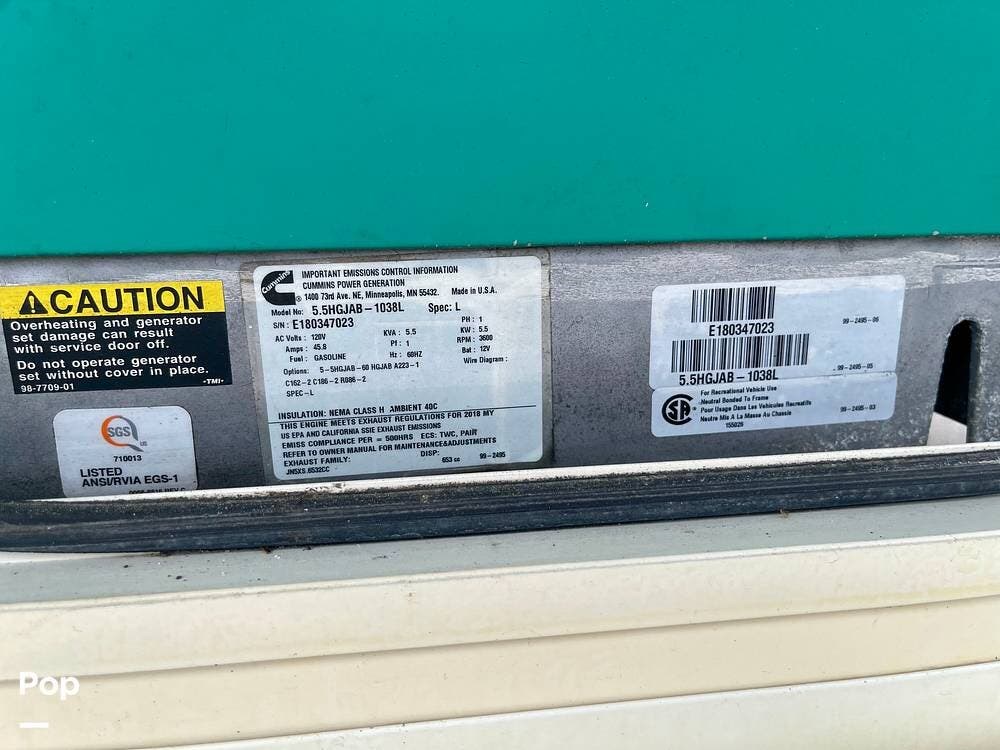 CAUTION
Overheating and generator
set damage can result
with service door off.
Do not operate generator
set without cover in place.
98-7709-01 -TMI-
SGS US
710013
LISTED
ANSI/RVIA EGS-1
Cummins
IMPORTANT EMISSIONS CONTROL INFORMATION
CUMMINS POWER GENERATION
® 1400 73rd Ave. NE, Minneapolis, MN 55432. Made in U.S.A.
Model No: 5.5HGJAB-1038L Spec: L
S/N : E180347023 PH : 1
AC Volts : 120V KVA : 5.5 KW : 5.5
Amps : 45.8 Pf : 1 RPM : 3600
Fuel : GASOLINE Hz : 60HZ Bat : 12V
Options: 5-5HGJAB-60 HGJAB A223-1 Wire Diagram :
C162-2 C186-2 R086-2
SPEC-L
INSULATION: NEMA CLASS H AMBIENT 40C
THIS ENGINE MEETS EXHAUST REGULATIONS FOR 2018 MY
US EPA AND CALIFORNIA SSIE EXHAUST EMISSIONS
EMISS COMPLIANCE PER = 500HRS ECS: TWC, PAIR
REFER TO OWNER MANUAL FOR MAINTENANCE&ADJUSTMENTS
EXHAUST FAMILY: DISP: 653 cc 99-2495
JN5XS.6532CC
E180347023 99-2495-06
5.5HGJAB-1038L 99-2495-05
SA
For Recreational Vehicle Use
Neutral Bonded To Frame
Pour Usage Dans Les Vehicules Recreatifs 99-2495-03
Neutre Mis A La Masse Au Chassis
155026
Pop